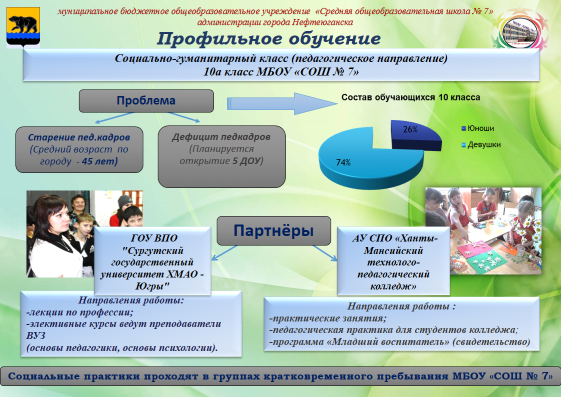 муниципальное бюджетное общеобразовательное учреждение «Средняя общеобразовательная школа № 7»
администрации города Нефтеюганска
Профильное обучение
Социально-гуманитарный класс (педагогическое направление)
10а класс МБОУ «СОШ № 7»
Проблема
Состав обучающихся 10 класса
Старение пед.кадров
(Средний возраст по
городу - 45 лет)
Дефицит педкадров
(Планируется
открытие 5 ДОУ)
26%
74%
Юноши
Девушки
Партнёры
ГОУ ВПО
"Сургутский
государственный
университет ХМАО -
Югры"
АУ СПО «Ханты-
Мансийский
технолого-
педагогический
колледж»
Направления работы:
-лекции по профессии;
-элективные курсы ведут преподаватели
ВУЗ
(основы педагогики, основы психологии).
Направления работы :
-практические занятия;
-педагогическая практика для студентов колледжа;
-программа «Младший воспитатель» (свидетельство)
Социальные практики проходят в группах кратковременного пребывания МБОУ «СОШ № 7»